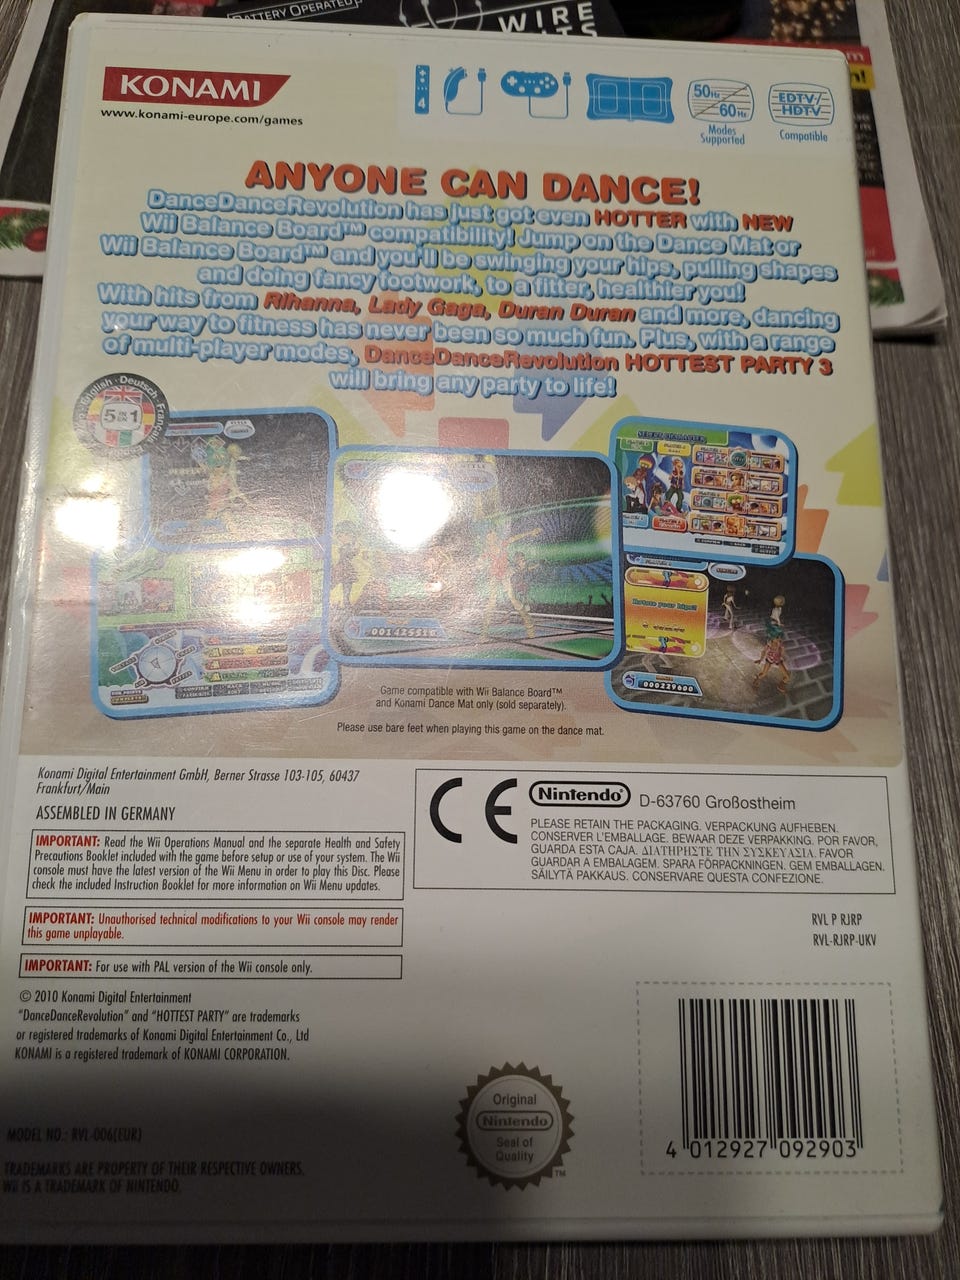 BATTERY OPERATED
WIRE
KONAMI
www.konami-europe.com/games
4
50Hz
60Hz
Modes
Supported
EDTV/
HDTV
Compatible
ANYONE CAN DANCE!
DanceDanceRevolution has just got even HOTTER with NEW
Wii Balance Board™ compatibility! Jump on the Dance Mat or
Wii Balance Board™ and you'll be swinging your hips, pulling shapes
and doing fancy footwork, to a fitter, healthier you!
With hits from Rihanna, Lady Gaga, Duran Duran and more, dancing
your way to fitness has never been so much fun. Plus, with a range
of multi-player modes, DanceDanceRevolution HOTTEST PARTY 3
will bring any party to life!
English · Deutsch · Français
5 IN 1
Rotate your hips!
000229600
Game compatible with Wii Balance Board™
and Konami Dance Mat only (sold separately).
Please use bare feet when playing this game on the dance mat.
Konami Digital Entertainment GmbH, Berner Strasse 103-105, 60437
Frankfurt/Main
ASSEMBLED IN GERMANY
IMPORTANT: Read the Wii Operations Manual and the separate Health and Safety
Precautions Booklet included with the game before setup or use of your system. The Wii
console must have the latest version of the Wii Menu in order to play this Disc. Please
check the included Instruction Booklet for more information on Wii Menu updates.
IMPORTANT: Unauthorised technical modifications to your Wii console may render
this game unplayable.
IMPORTANT: For use with PAL version of the Wii console only.
© 2010 Konami Digital Entertainment
"DanceDanceRevolution" and "HOTTEST PARTY" are trademarks
or registered trademarks of Konami Digital Entertainment Co., Ltd
KONAMI is a registered trademark of KONAMI CORPORATION.
MODEL NO.: RVL-006(EUR)
TRADEMARKS ARE PROPERTY OF THEIR RESPECTIVE OWNERS.
Wii IS A TRADEMARK OF NINTENDO.
CE
Nintendo® D-63760 Großostheim
PLEASE RETAIN THE PACKAGING. VERPACKUNG AUFHEBEN.
CONSERVER L'EMBALLAGE. BEWAAR DEZE VERPAKKING. POR FAVOR,
GUARDA ESTA CAJA. ΔΙΑΤΗΡΗΣΤΕ ΤΗΝ ΣΥΣΚΕΥΑΣΙΑ. FAVOR
GUARDAR A EMBALAGEM. SPARA FÖRPACKNINGEN. GEM EMBALLAGEN.
SÄILYTÄ PAKKAUS. CONSERVARE QUESTA CONFEZIONE.
RVL P RJRP
RVL-RJRP-UKV
Original
Nintendo
Seal of
Quality
™
4 012927 092903